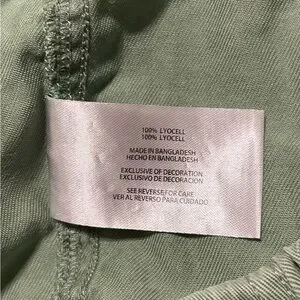 100% LYOCELL
100% LYOCELL
MADE IN BANGLADESH
HECHO EN BANGLADESH
EXCLUSIVE OF DECORATION
EXCLUSIVO DE DECORACION
SEE REVERSE FOR CARE
VER AL REVERSO PARA CUIDADO